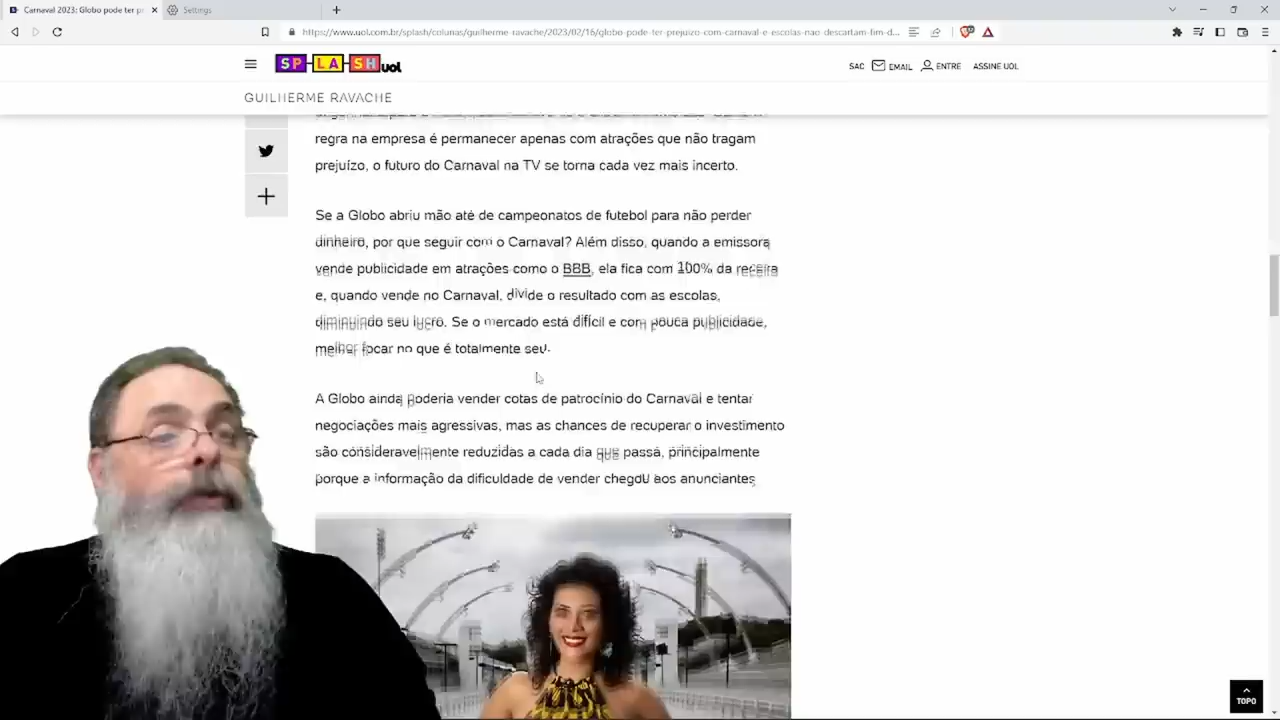 Carnaval 2023: Globo pode ter pr
Settings
https://www.uol.com.br/splash/colunas/guilherme-ravache/2023/02/16/globo-pode-ter-prejuizo-com-carnaval-e-escolas-nao-descartam-fim-d...
SPLASH uol
SAC EMAIL ENTRE ASSINE UOL
GUILHERME RAVACHE
regra na empresa é permanecer apenas com atrações que não tragam
prejuízo, o futuro do Carnaval na TV se torna cada vez mais incerto.
Se a Globo abriu mão até de campeonatos de futebol para não perder
dinheiro, por que seguir com o Carnaval? Além disso, quando a emissora
vende publicidade em atrações como o BBB, ela fica com 100% da receita
e, quando vende no Carnaval, divide o resultado com as escolas,
diminuindo seu lucro. Se o mercado está difícil e com pouca publicidade,
melhor focar no que é totalmente seu.
A Globo ainda poderia vender cotas de patrocínio do Carnaval e tentar
negociações mais agressivas, mas as chances de recuperar o investimento
são consideravelmente reduzidas a cada dia que passa, principalmente
porque a informação da dificuldade de vender chegou aos anunciantes
TOPO